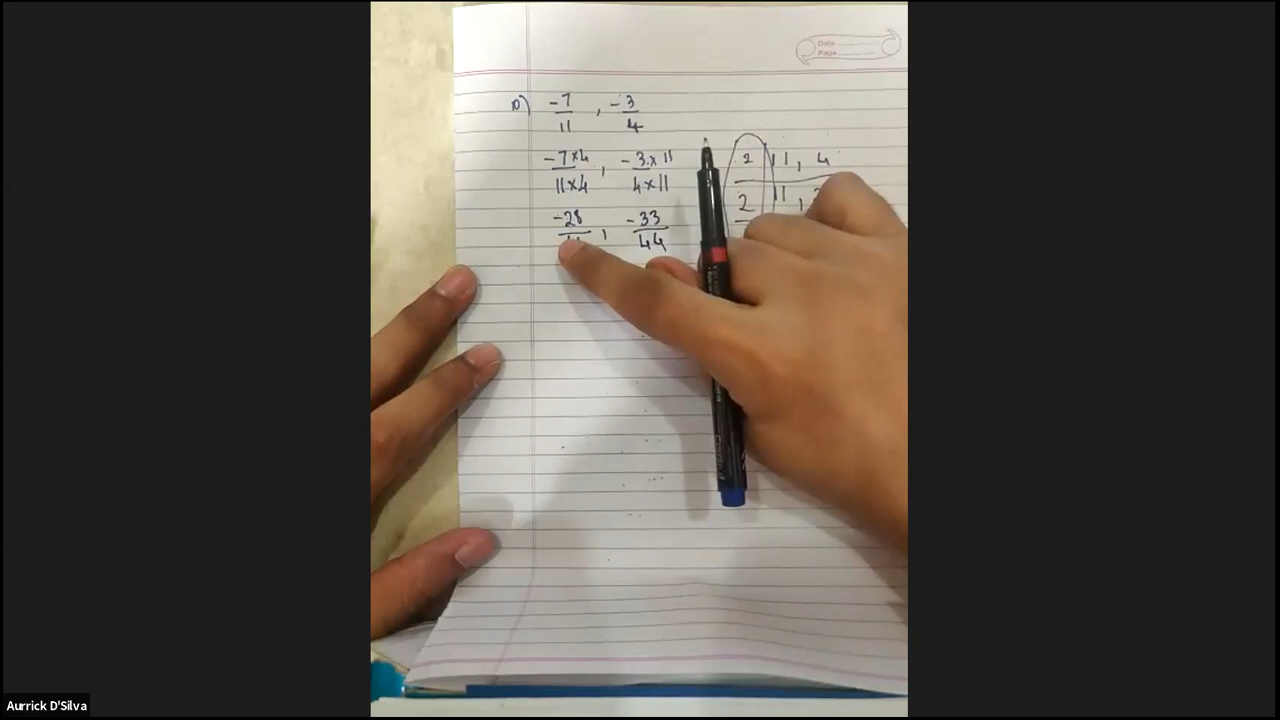 Date
Page
D) -7/11 , -3/4
-7×4/11×4 , -3×11/4×11
-28/ , -33/44
2 | 11, 4
2 | 11,
Aurrick D'Silva